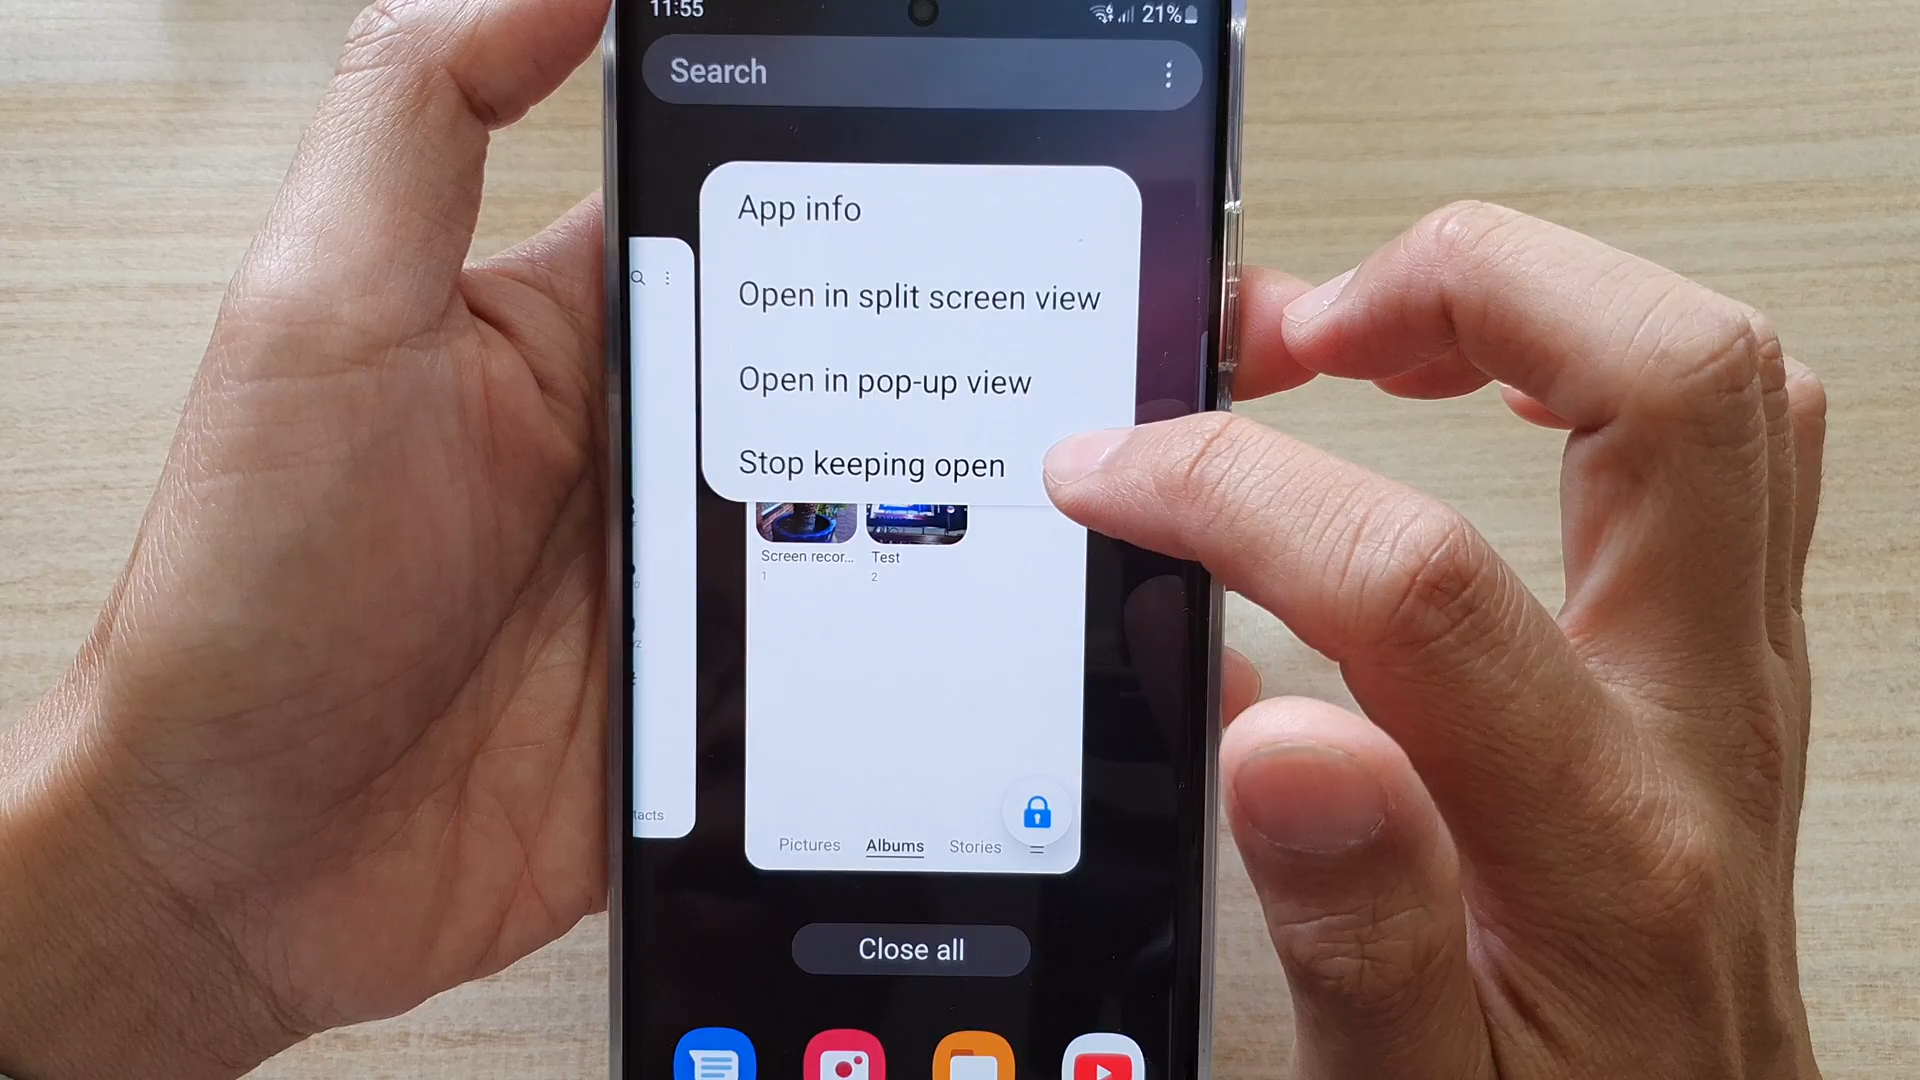 11:55
21%
Search
App info
Open in split screen view
Open in pop-up view
Stop keeping open
Screen recor...
Test
1
2
tacts
Pictures
Albums
Stories
Close all